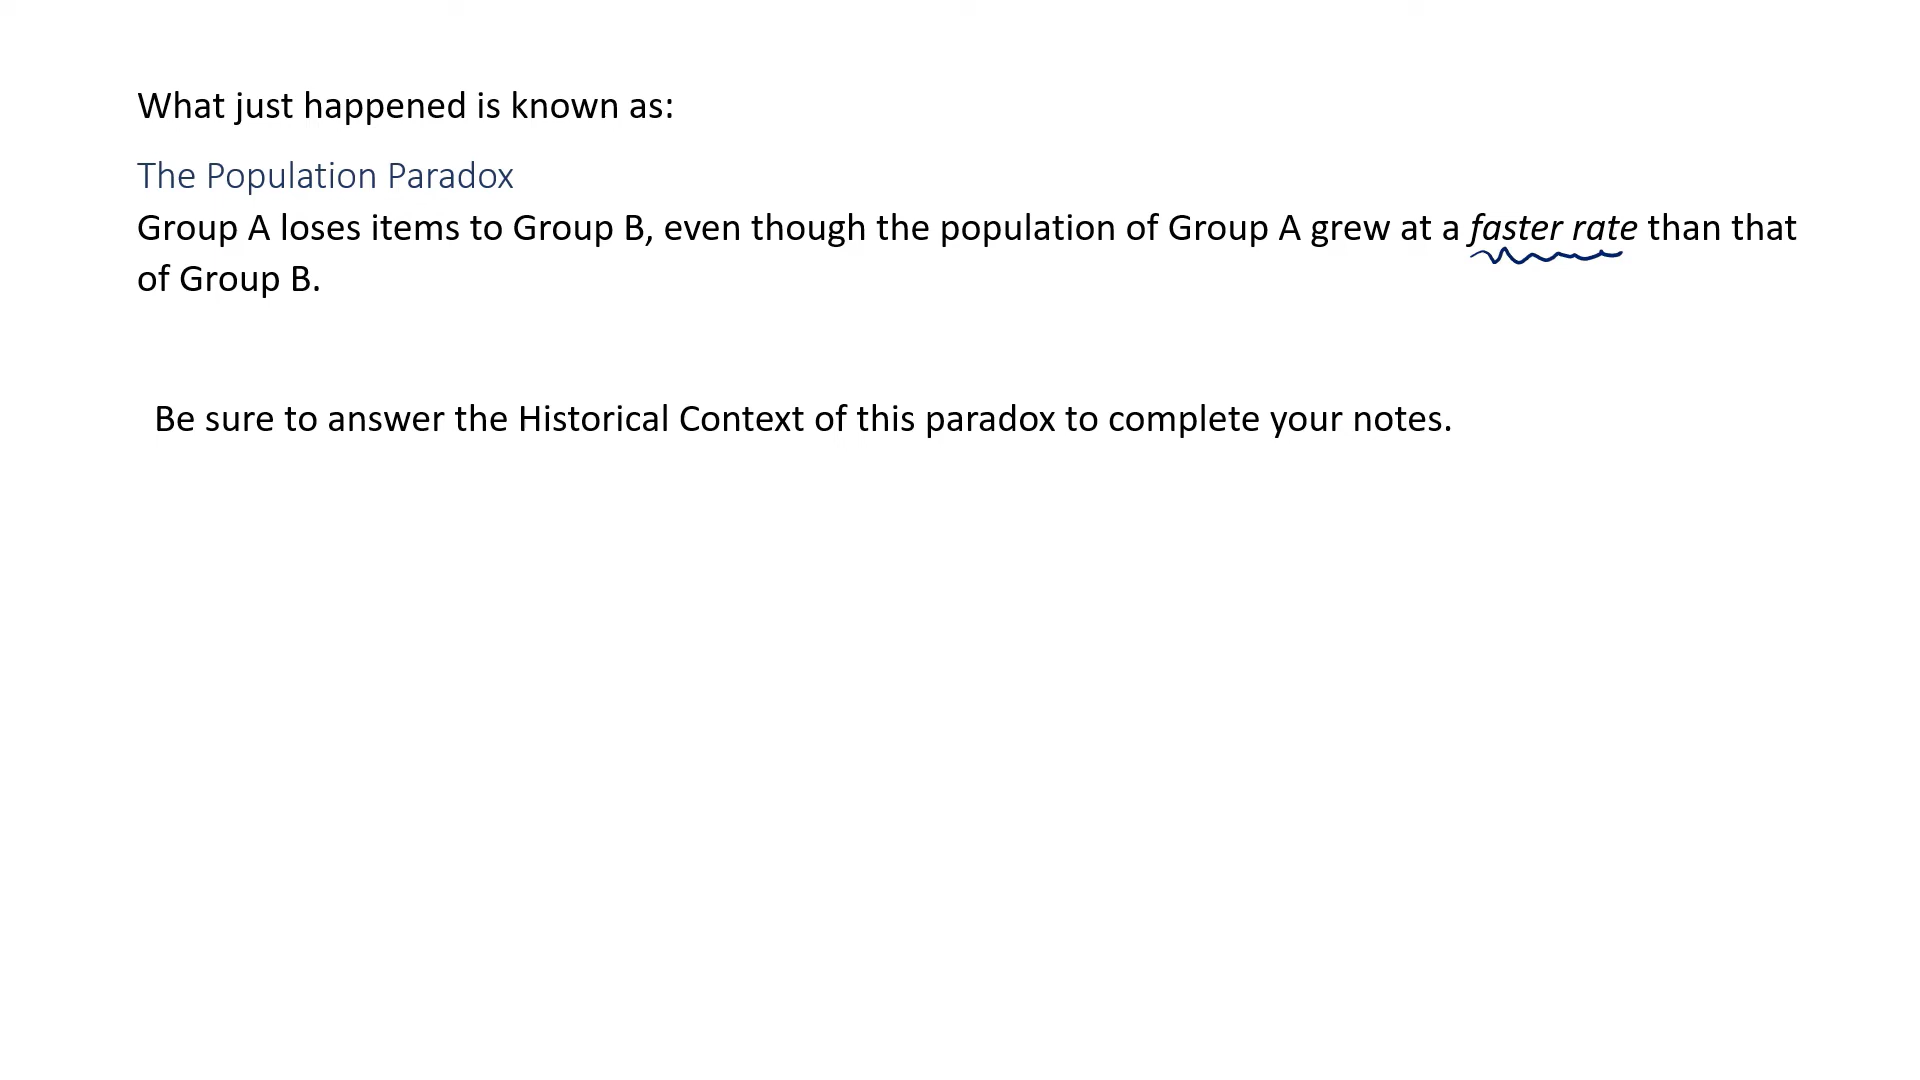 What just happened is known as:
The Population Paradox
Group A loses items to Group B, even though the population of Group A grew at a faster rate than that
of Group B.
Be sure to answer the Historical Context of this paradox to complete your notes.